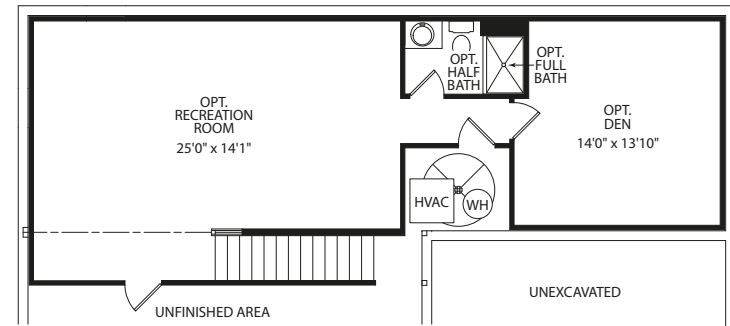 OPT.
RECREATION
ROOM
25'0" x 14'1"
OPT.
HALF
BATH
OPT.
FULL
BATH
OPT.
DEN
14'0" x 13'10"
HVAC
WH
UNFINISHED AREA
UNEXCAVATED